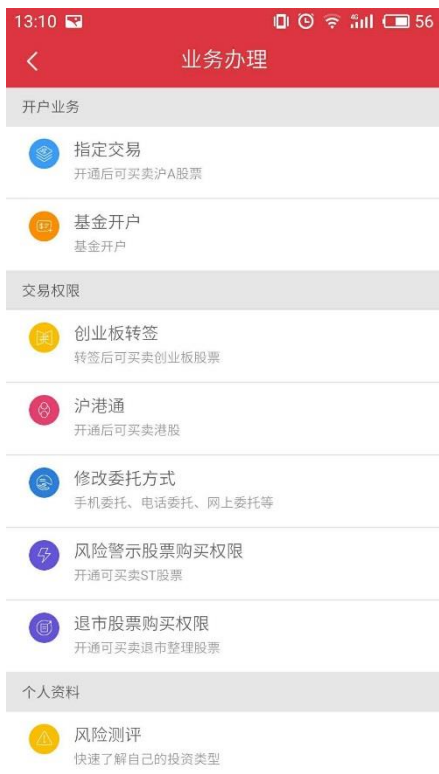 13:10
4G
56
业务办理
开户业务
指定交易
开通后可买卖沪A股票
基金开户
基金开户
交易权限
创业板转签
转签后可买卖创业板股票
沪港通
开通后可买卖港股
修改委托方式
手机委托、电话委托、网上委托等
风险警示股票购买权限
开通可买卖ST股票
退市股票购买权限
开通可买卖退市整理股票
个人资料
风险测评
快速了解自己的投资类型